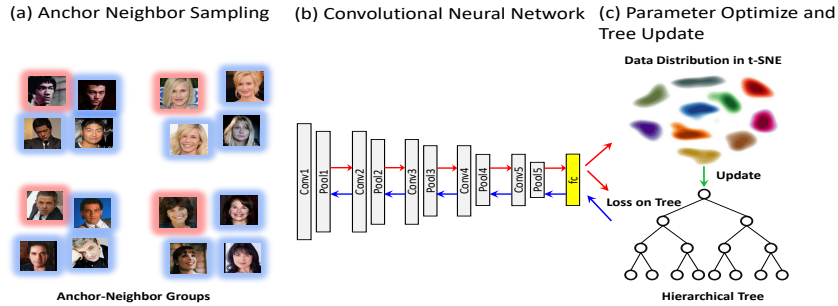 (a) Anchor Neighbor Sampling
(b) Convolutional Neural Network
(c) Parameter Optimize and
Tree Update
Data Distribution in t-SNE
Conv1
Pool1
Conv2
Pool2
Conv3
Pool3
Conv4
Pool4
Conv5
Pool5
fc
Update
Loss on Tree
Anchor-Neighbor Groups
Hierarchical Tree